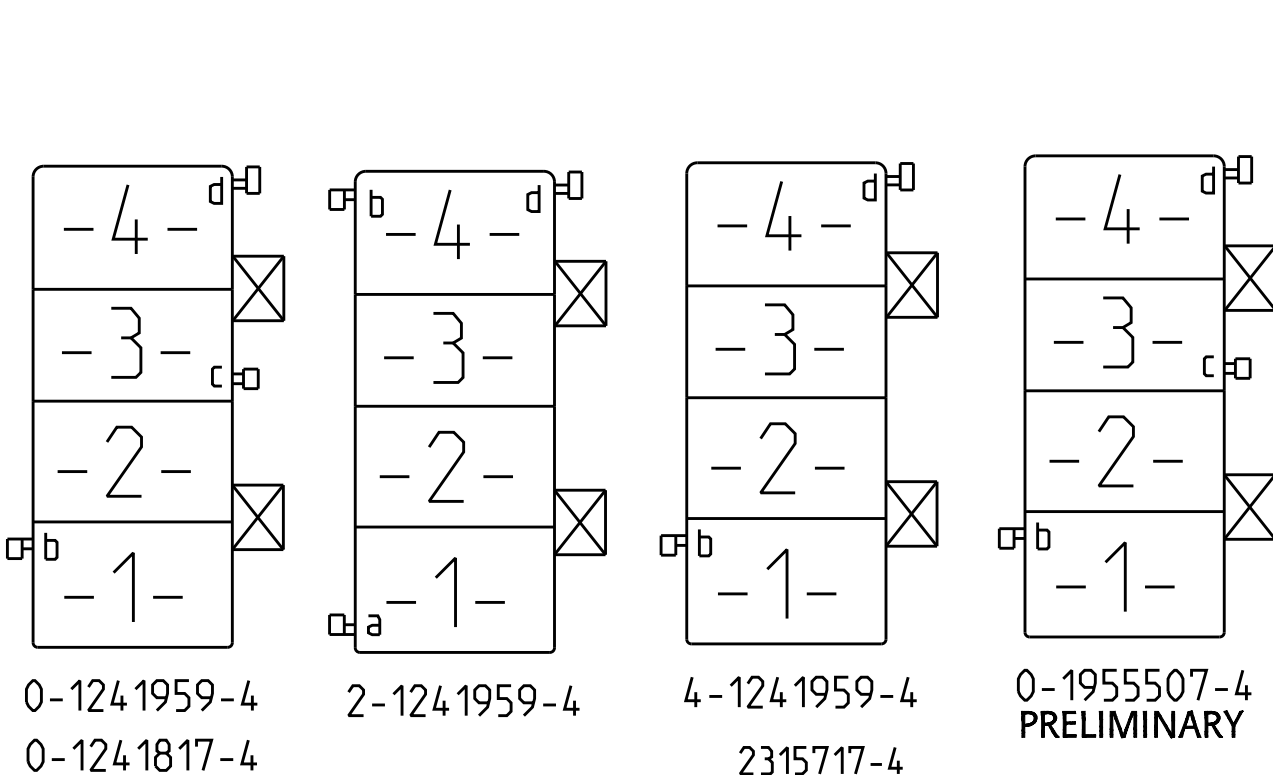 -4-
d
-3-
c
-2-
b
-1-
0-1241959-4
0-1241817-4
b
-4-
d
-3-
-2-
-1-
a
2-1241959-4
-4-
d
-3-
-2-
b
-1-
4-1241959-4
2315717-4
-4-
d
-3-
c
-2-
b
-1-
0-1955507-4
PRELIMINARY